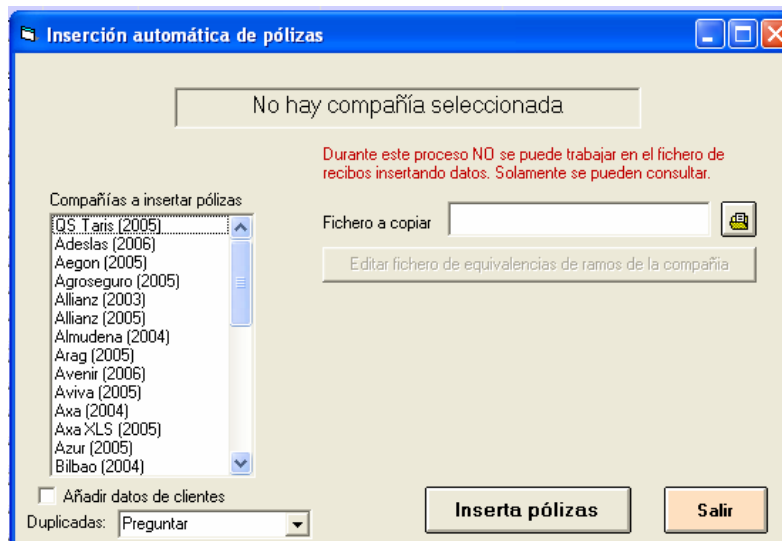 Inserción automática de pólizas
No hay compañía seleccionada
Durante este proceso NO se puede trabajar en el fichero de
recibos insertando datos. Solamente se pueden consultar.
Compañías a insertar pólizas
QS Taris (2005)
Adeslas (2006)
Aegon (2005)
Agroseguro (2005)
Allianz (2003)
Allianz (2005)
Almudena (2004)
Arag (2005)
Avenir (2006)
Aviva (2005)
Axa (2004)
Axa XLS (2005)
Azur (2005)
Bilbao (2004)
Fichero a copiar
Editar fichero de equivalencias de ramos de la compañia
Añadir datos de clientes
Duplicadas: Preguntar
Inserta pólizas
Salir